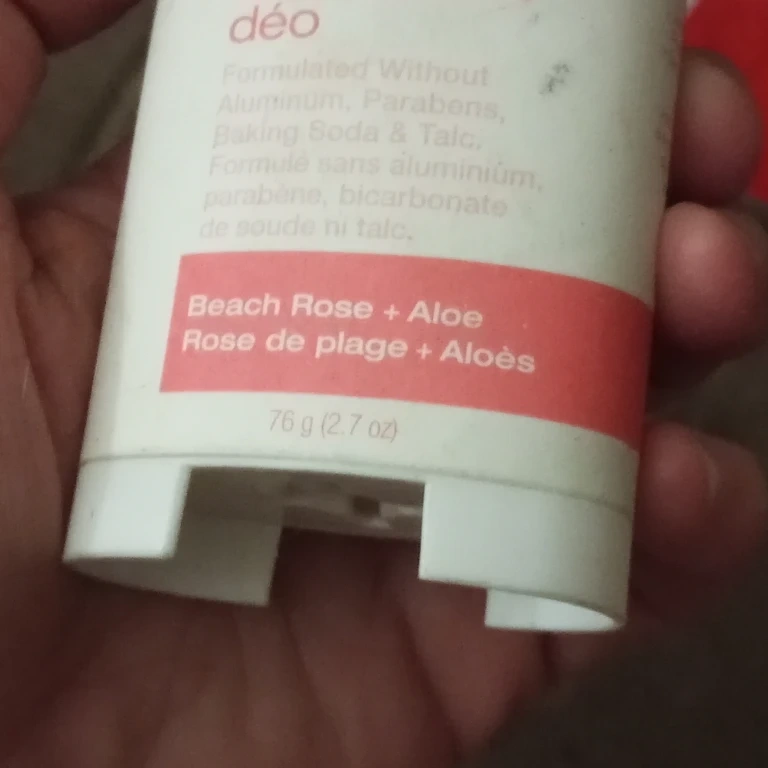 déo
Formulated Without
Aluminum, Parabens,
Baking Soda & Talc.
Formulé sans aluminium,
parabène, bicarbonate
de soude ni talc.
Beach Rose + Aloe
Rose de plage + Aloès
76 g (2.7 oz)